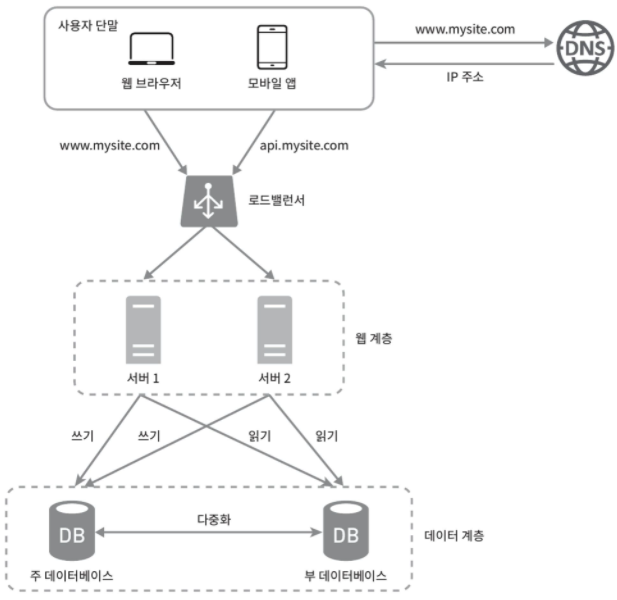 사용자 단말
웹 브라우저
모바일 앱
www.mysite.com
DNS
IP 주소
www.mysite.com
api.mysite.com
로드밸런서
서버 1
서버 2
웹 계층
쓰기
쓰기
읽기
읽기
DB
다중화
DB
데이터 계층
주 데이터베이스
부 데이터베이스